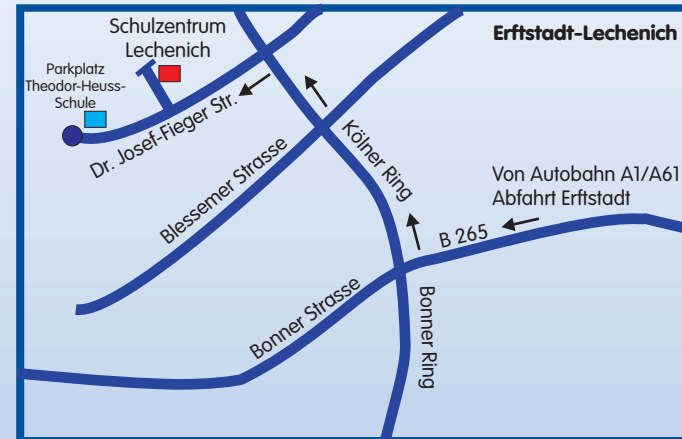 Schulzentrum
Lechenich
Erftstadt-Lechenich
Parkplatz
Theodor-Heuss-
Schule
Dr. Josef-Fieger Str.
Kölner Ring
Blessemer Strasse
Von Autobahn A1/A61
Abfahrt Erftstadt
B 265
Bonner Strasse
Bonner Ring